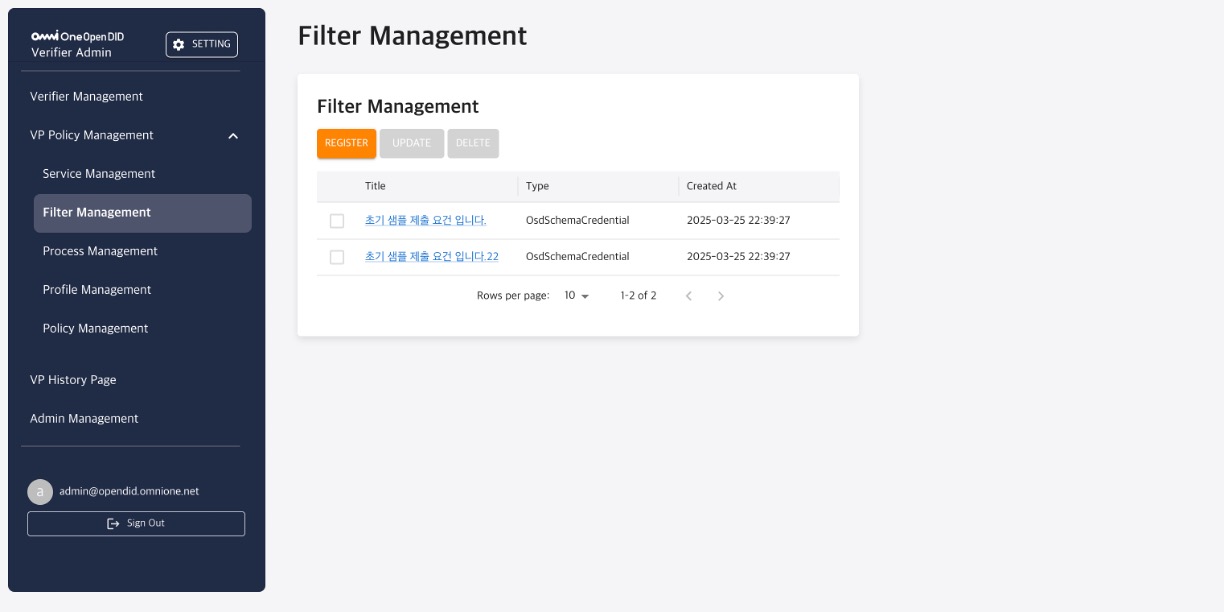 Omni One Open DID
Verifier Admin
SETTING
Verifier Management
VP Policy Management
Service Management
Filter Management
Process Management
Profile Management
Policy Management
VP History Page
Admin Management
a
admin@opendid.omnione.net
Sign Out
Filter Management
Filter Management
REGISTER UPDATE DELETE
Title Type Created At
초기 샘플 제출 요건 입니다. OsdSchemaCredential 2025-03-25 22:39:27
초기 샘플 제출 요건 입니다.22 OsdSchemaCredential 2025-03-25 22:39:27
Rows per page: 10 1-2 of 2